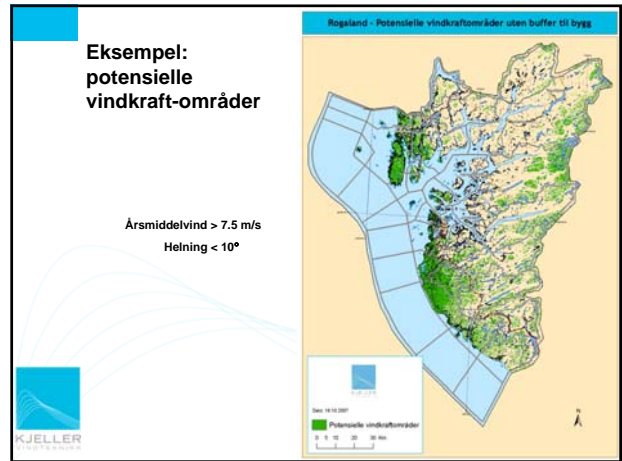 Eksempel:
potensielle
vindkraft-områder
Årsmiddelvind > 7.5 m/s
Helning < 10°
KJELLER
VINDTEKNIKK
Rogaland - Potensielle vindkraftområder uten buffer til bygg
Potensielle vindkraftområder
0 5 10 20 30 Km
N